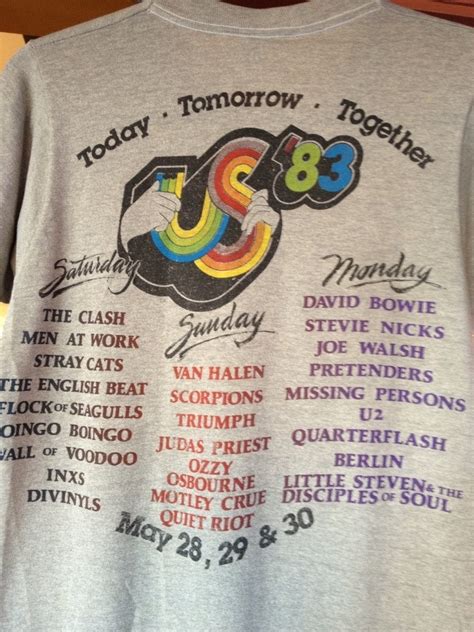 Today · Tomorrow · Together
US '83
Saturday
THE CLASH
MEN AT WORK
STRAY CATS
THE ENGLISH BEAT
FLOCK OF SEAGULLS
OINGO BOINGO
WALL OF VOODOO
INXS
DIVINYLS
Sunday
VAN HALEN
SCORPIONS
TRIUMPH
JUDAS PRIEST
OZZY
OSBOURNE
MOTLEY CRUE
QUIET RIOT
Monday
DAVID BOWIE
STEVIE NICKS
JOE WALSH
PRETENDERS
MISSING PERSONS
U2
QUARTERFLASH
BERLIN
LITTLE STEVEN & THE
DISCIPLES OF SOUL
May 28, 29 & 30